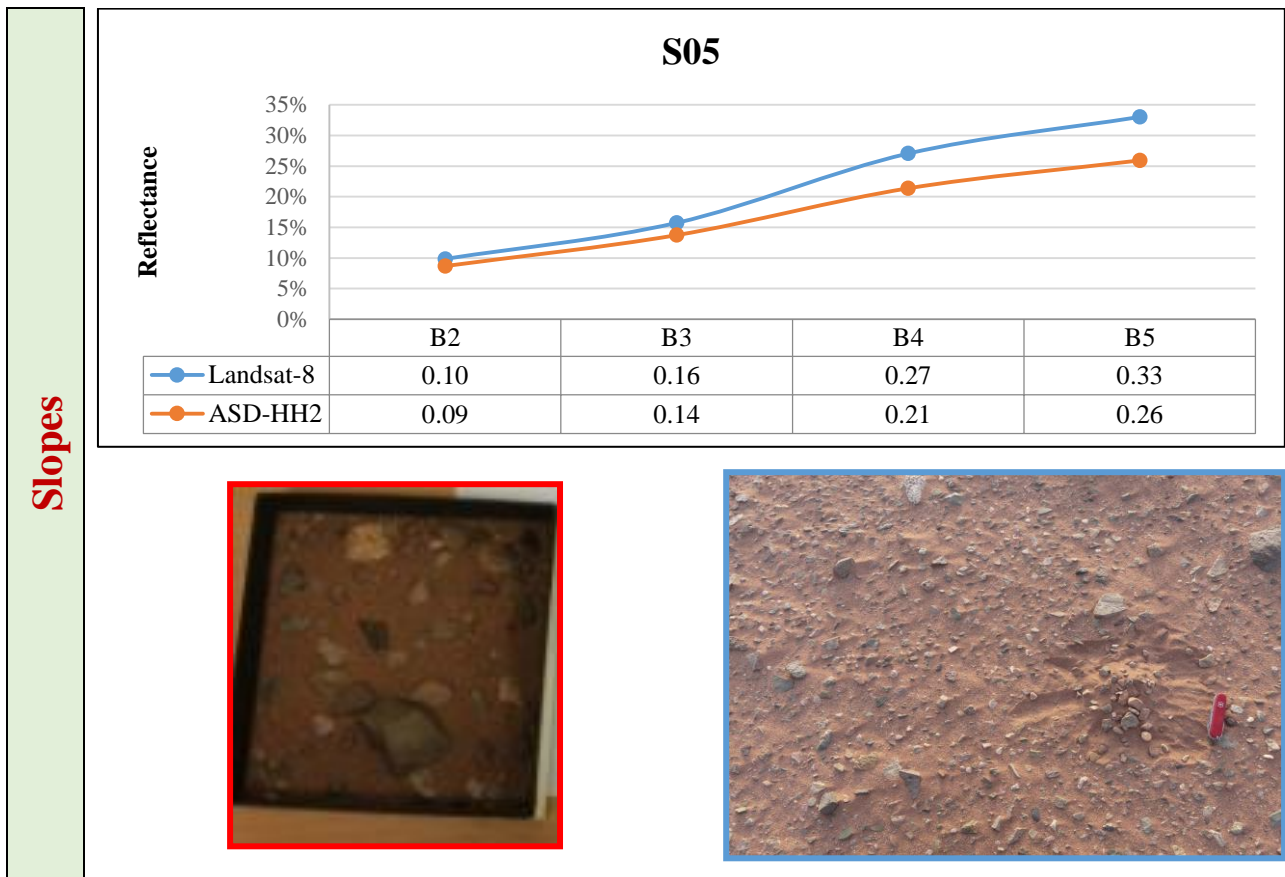 Slopes
S05
Reflectance
35%
30%
25%
20%
15%
10%
5%
0%
B2 B3 B4 B5
Landsat-8 0.10 0.16 0.27 0.33
ASD-HH2 0.09 0.14 0.21 0.26